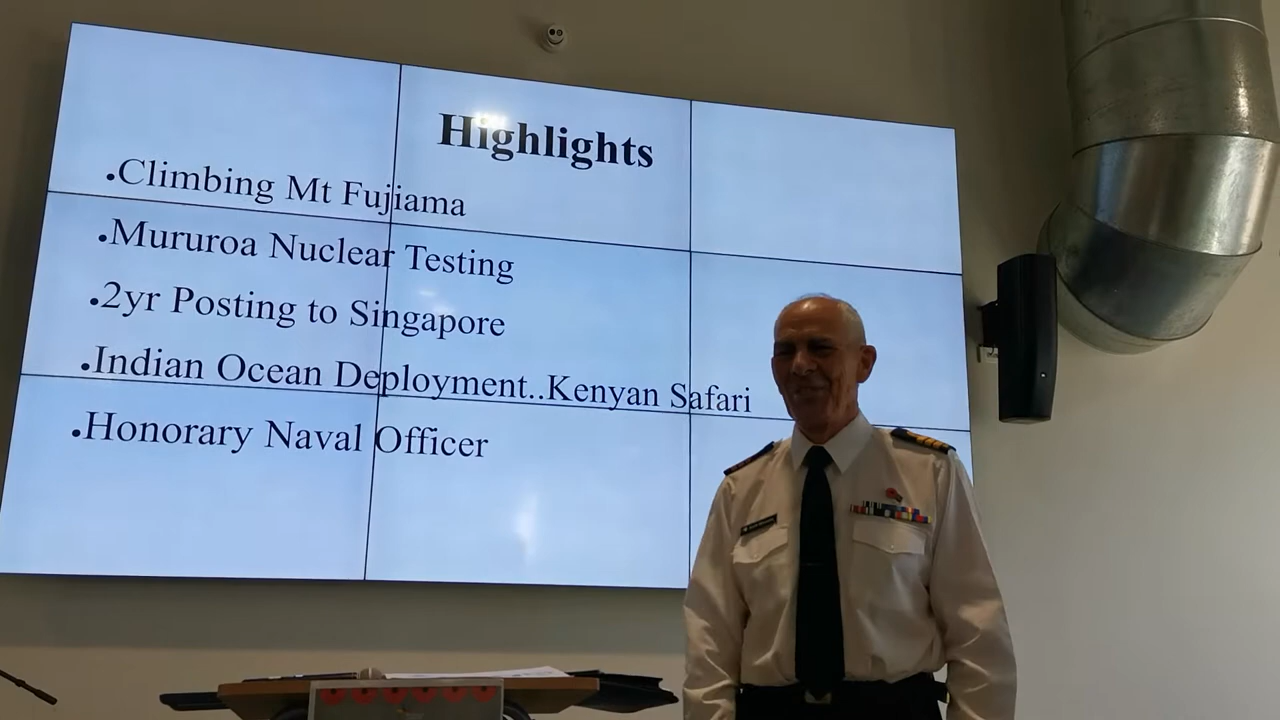 Highlights
.Climbing Mt Fujiama
.Mururoa Nuclear Testing
.2yr Posting to Singapore
.Indian Ocean Deployment..Kenyan Safari
.Honorary Naval Officer